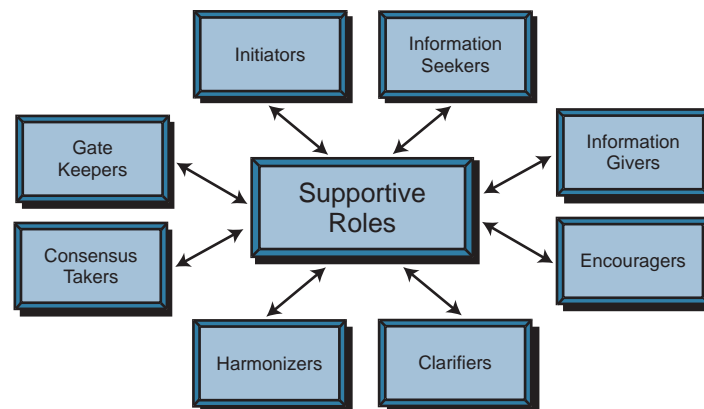 Initiators
Information
Seekers
Gate
Keepers
Information
Givers
Supportive
Roles
Consensus
Takers
Encouragers
Harmonizers
Clarifiers